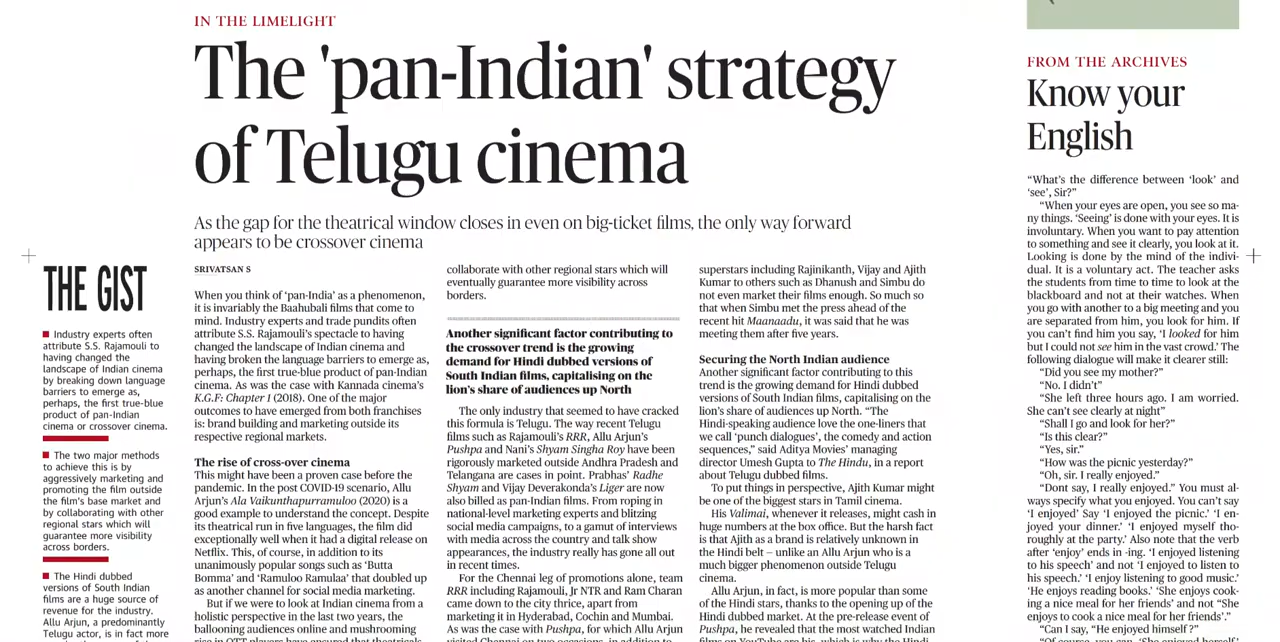 IN THE LIMELIGHT
The 'pan-Indian' strategy
of Telugu cinema
As the gap for the theatrical window closes in even on big-ticket films, the only way forward
appears to be crossover cinema
THE GIST
Industry experts often
attribute S.S. Rajamouli to
having changed the
landscape of Indian cinema
by breaking down language
barriers to emerge as,
perhaps, the first true-blue
product of pan-Indian
cinema or crossover cinema.
The two major methods
to achieve this is by
aggressively marketing and
promoting the film outside
the film's base market and
by collaborating with other
regional stars which will
guarantee more visibility
across borders.
The Hindi dubbed
versions of South Indian
films are a huge source of
revenue for the industry.
Allu Arjun, a predominantly
Telugu actor, is in fact more
SRIVATSAN S
When you think of 'pan-India' as a phenomenon,
it is invariably the Baahubali films that come to
mind. Industry experts and trade pundits often
attribute S.S. Rajamouli's spectacle to having
changed the landscape of Indian cinema and
having broken the language barriers to emerge as,
perhaps, the first true-blue product of pan-Indian
cinema. As was the case with Kannada cinema's
K.G.F: Chapter 1 (2018). One of the major
outcomes to have emerged from both franchises
is: brand building and marketing outside its
respective regional markets.
The rise of cross-over cinema
This might have been a proven case before the
pandemic. In the post COVID-19 scenario, Allu
Arjun's Ala Vaikunthapurramuloo (2020) is a
good example to understand the concept. Despite
its theatrical run in five languages, the film did
exceptionally well when it had a digital release on
Netflix. This, of course, in addition to its
unanimously popular songs such as 'Butta
Bomma' and 'Ramuloo Ramulaa' that doubled up
as another channel for social media marketing.
But if we were to look at Indian cinema from a
holistic perspective in the last two years, the
ballooning audiences online and mushrooming
rise in OTT players have ensured that theatricals
collaborate with other regional stars which will
eventually guarantee more visibility across
borders.
Another significant factor contributing to
the crossover trend is the growing
demand for Hindi dubbed versions of
South Indian films, capitalising on the
lion's share of audiences up North
The only industry that seemed to have cracked
this formula is Telugu. The way recent Telugu
films such as Rajamouli's RRR, Allu Arjun's
Pushpa and Nani's Shyam Singha Roy have been
rigorously marketed outside Andhra Pradesh and
Telangana are cases in point. Prabhas' Radhe
Shyam and Vijay Deverakonda's Liger are now
also billed as pan-Indian films. From roping in
national-level marketing experts and blitzing
social media campaigns, to a gamut of interviews
with media across the country and talk show
appearances, the industry really has gone all out
in recent times.
For the Chennai leg of promotions alone, team
RRR including Rajamouli, Jr NTR and Ram Charan
came down to the city thrice, apart from
marketing it in Hyderabad, Cochin and Mumbai.
As was the case with Pushpa, for which Allu Arjun
visited Chennai on two occasions, in addition to
superstars including Rajinikanth, Vijay and Ajith
Kumar to others such as Dhanush and Simbu do
not even market their films enough. So much so
that when Simbu met the press ahead of the
recent hit Maanaadu, it was said that he was
meeting them after five years.
Securing the North Indian audience
Another significant factor contributing to this
trend is the growing demand for Hindi dubbed
versions of South Indian films, capitalising on the
lion's share of audiences up North. “The
Hindi-speaking audience love the one-liners that
we call ‘punch dialogues’, the comedy and action
sequences,” said Aditya Movies’ managing
director Umesh Gupta to The Hindu, in a report
about Telugu dubbed films.
To put things in perspective, Ajith Kumar might
be one of the biggest stars in Tamil cinema.
His Valimai, whenever it releases, might cash in
huge numbers at the box office. But the harsh fact
is that Ajith as a brand is relatively unknown in
the Hindi belt – unlike an Allu Arjun who is a
much bigger phenomenon outside Telugu
cinema.
Allu Arjun, in fact, is more popular than some
of the Hindi stars, thanks to the opening up of the
Hindi dubbed market. At the pre-release event of
Pushpa, he revealed that the most watched Indian
films on YouTube are his, which is why the Hindi
FROM THE ARCHIVES
Know your
English
“What's the difference between ‘look’ and
‘see’, Sir?”
“When your eyes are open, you see so ma-
ny things. ‘Seeing’ is done with your eyes. It is
involuntary. When you want to pay attention
to something and see it clearly, you look at it.
Looking is done by the mind of the indivi-
dual. It is a voluntary act. The teacher asks
the students from time to time to look at the
blackboard and not at their watches. When
you go with another to a big meeting and you
are separated from him, you look for him. If
you can't find him you say, ‘I looked for him
but I could not see him in the vast crowd.’ The
following dialogue will make it clearer still:
“Did you see my mother?”
“No. I didn't”
“She left three hours ago. I am worried.
She can't see clearly at night”
“Shall I go and look for her?”
“Is this clear?”
“Yes, sir.”
“How was the picnic yesterday?”
“Oh, sir. I really enjoyed.”
“Dont say, I really enjoyed.” You must al-
ways specify what you enjoyed. You can't say
‘I enjoyed’ Say ‘I enjoyed the picnic.’ ‘I en-
joyed your dinner.’ ‘I enjoyed myself tho-
roughly at the party.’ Also note that the verb
after ‘enjoy’ ends in -ing. ‘I enjoyed listening
to his speech’ and not ‘I enjoyed to listen to
his speech.’ ‘I enjoy listening to good music.’
‘He enjoys reading books.’ ‘She enjoys cook-
ing a nice meal for her friends’ and not “She
enjoys to cook a nice meal for her friends’.”
“Can I say, “He enjoyed himself?”
“Of course, you can. ‘She enjoyed herself’